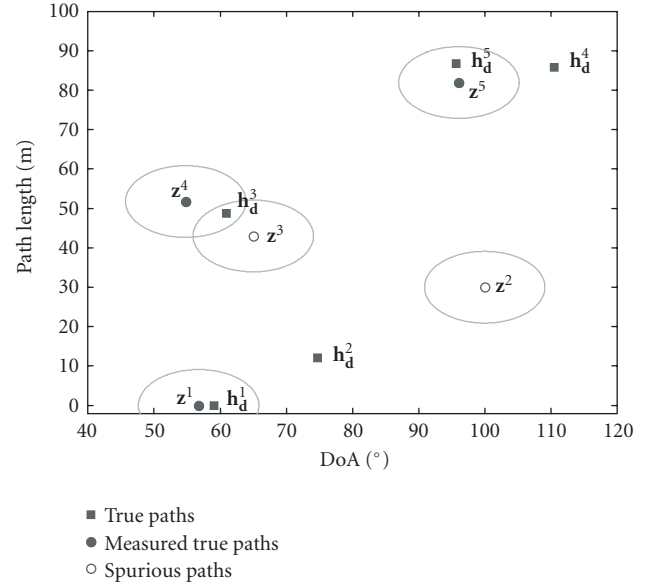 100
90
80
70
60
50
40
30
20
10
0
Path length (m)
40 50 60 70 80 90 100 110 120
DoA (°)
h_d^5
h_d^4
z^5
z^4
h_d^3
z^3
z^2
h_d^2
z^1
h_d^1
True paths
Measured true paths
Spurious paths